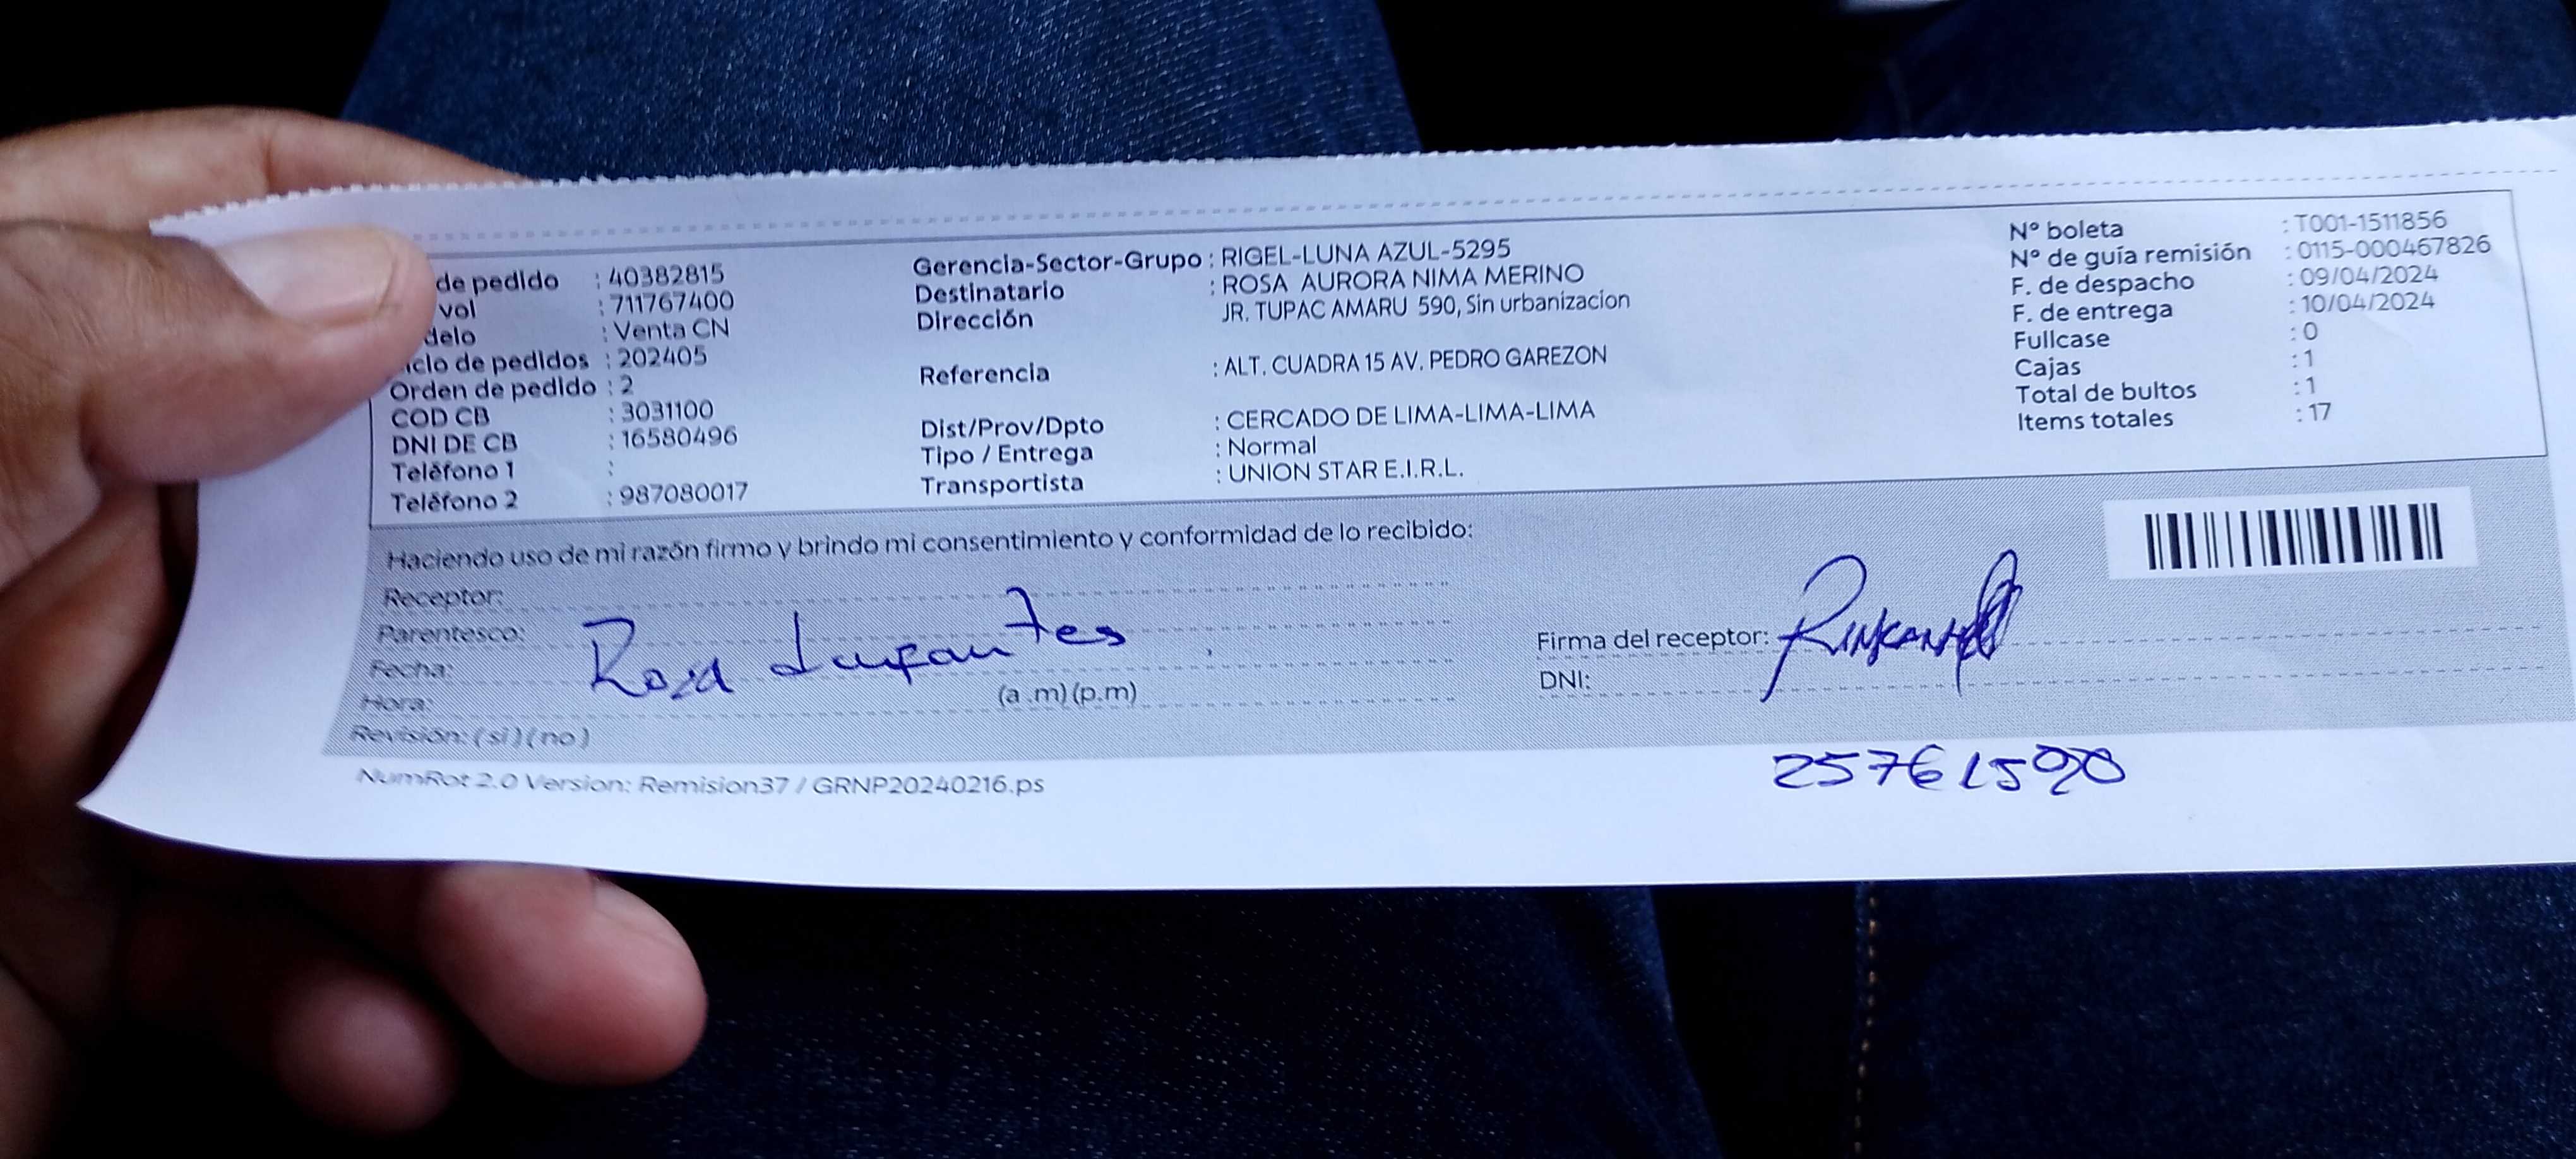 de pedido : 40382815
vol : 711767400
delo : Venta CN
iclo de pedidos : 202405
Orden de pedido : 2
COD CB : 3031100
DNI DE CB : 16580496
Teléfono 1 :
Teléfono 2 : 987080017
Gerencia-Sector-Grupo : RIGEL-LUNA AZUL-5295
Destinatario : ROSA AURORA NIMA MERINO
Dirección JR. TUPAC AMARU 590, Sin urbanizacion
Referencia : ALT. CUADRA 15 AV. PEDRO GAREZON
Dist/Prov/Dpto : CERCADO DE LIMA-LIMA-LIMA
Tipo / Entrega : Normal
Transportista : UNION STAR E.I.R.L.
N° boleta : T001-1511856
N° de guía remisión : 0115-000467826
F. de despacho : 09/04/2024
F. de entrega : 10/04/2024
Fullcase : 0
Cajas : 1
Total de bultos : 1
Items totales : 17
Haciendo uso de mi razón firmo y brindo mi consentimiento y conformidad de lo recibido:
Receptor:
Parentesco:
Rosa Infantes
Fecha:
Hora: (a .m) (p.m)
Revisión: ( si ) ( no )
Firma del receptor:
DNI:
25761590
NumRot 2.0 Version: Remision37 / GRNP20240216.ps